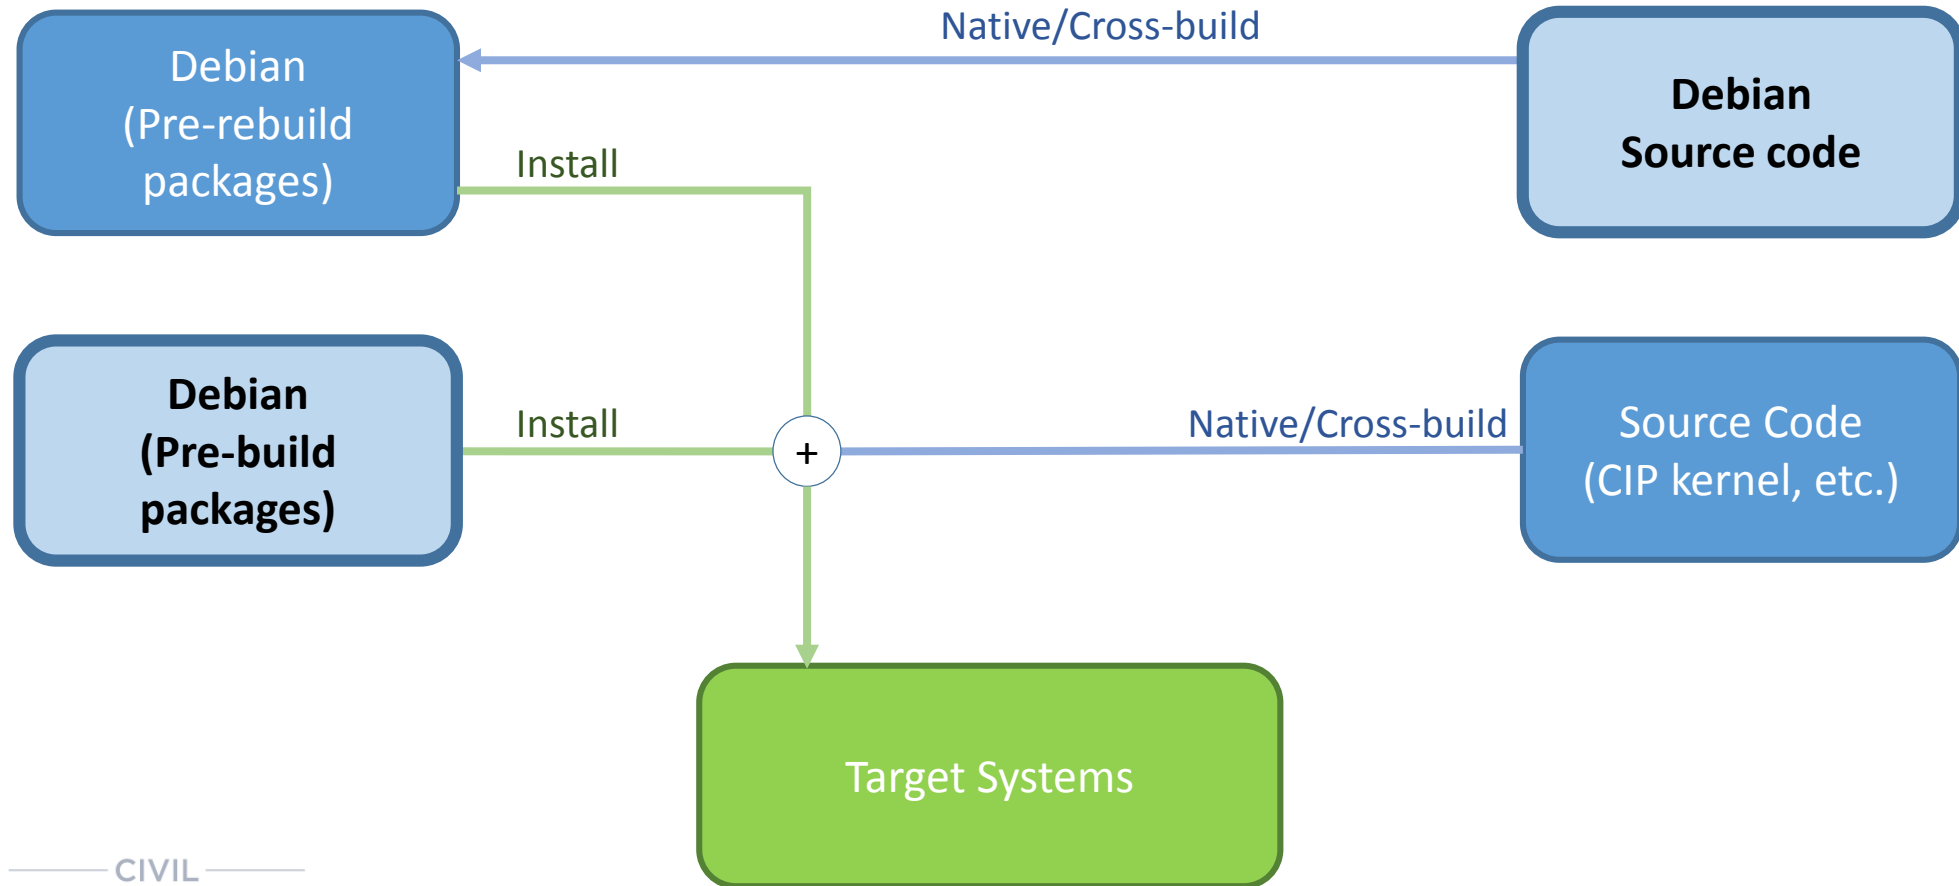 Native/Cross-build
Debian
(Pre-rebuild
packages)
Debian
Source code
Install
Debian
(Pre-build
packages)
Install
+
Native/Cross-build
Source Code
(CIP kernel, etc.)
Target Systems
CIVIL